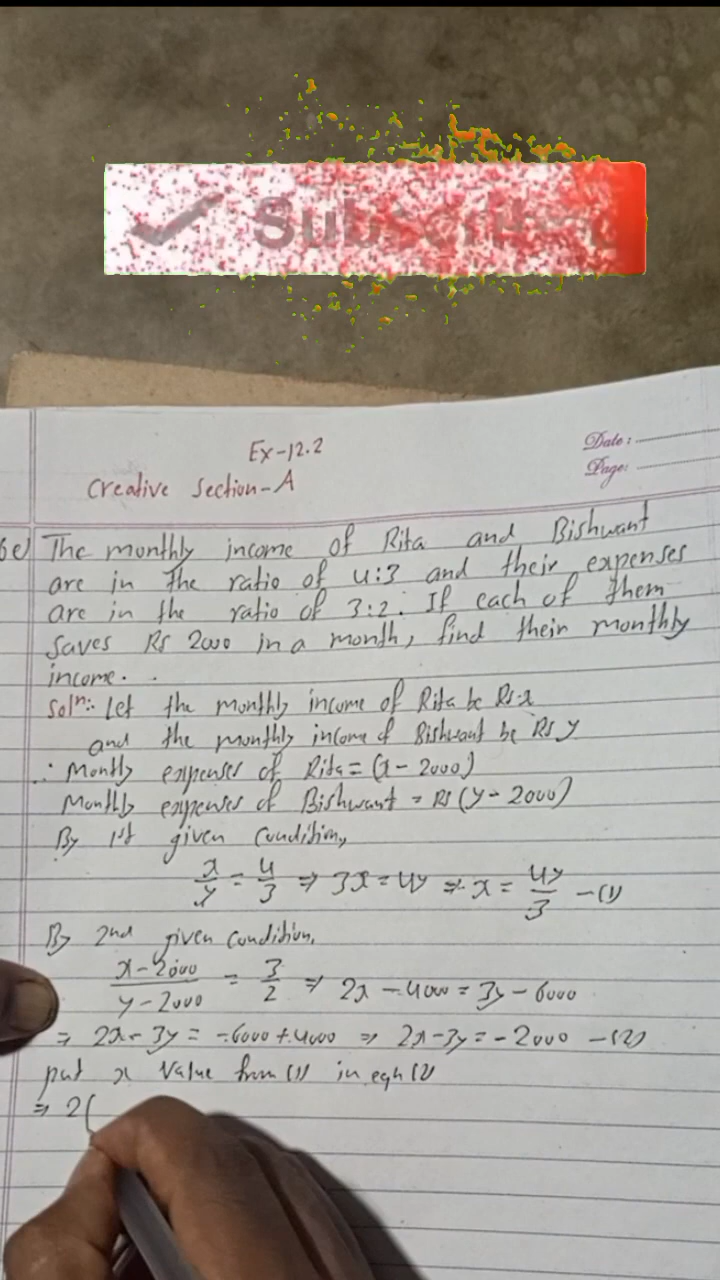 Subscribed
Ex-12.2
Date:
Creative Section-A
Page:
6e) The monthly income of Rita and Bishwant
are in the ratio of 4:3 and their expenses
are in the ratio of 3:2. If each of them
saves Rs 2000 in a month, find their monthly
income.
Solⁿ:- Let the monthly income of Rita be Rs.x
and the monthly income of Bishwant be Rs y
∴ Montly expenses of Rita = (x - 2000)
Monthly expenses of Bishwant = Rs (y - 2000)
By 1st given Condition,
x/y = 4/3 ⇒ 3x = 4y ⇒ x = 4y/3 -(1)
By 2nd given condition,
x-2000/y-2000 = 3/2 ⇒ 2x - 4000 = 3y - 6000
⇒ 2x - 3y = -6000 + 4000 ⇒ 2x - 3y = -2000 -(2)
put x value from (1) in eqn (2)
⇒ 2(